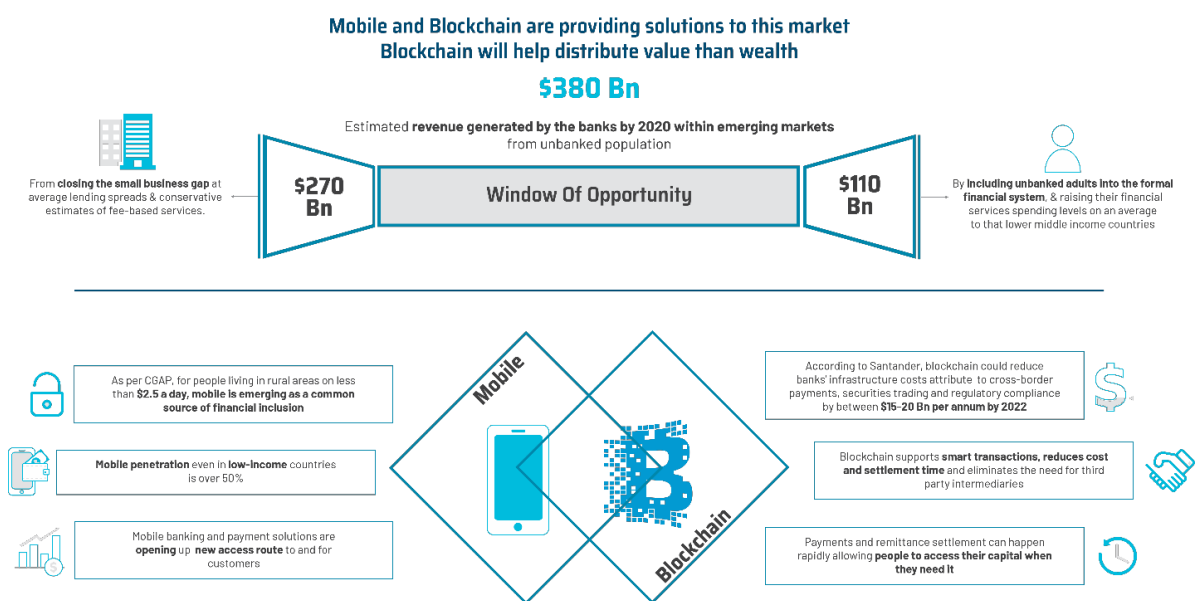 Mobile and Blockchain are providing solutions to this market
Blockchain will help distribute value than wealth
$380 Bn
Estimated revenue generated by the banks by 2020 within emerging markets
from unbanked population
From closing the small business gap at
average lending spreads & conservative
estimates of fee-based services.
$270
Bn
Window Of Opportunity
$110
Bn
By including unbanked adults into the formal
financial system, & raising their financial
services spending levels on an average
to that lower middle income countries
As per CGAP, for people living in rural areas on less
than $2.5 a day, mobile is emerging as a common
source of financial inclusion
Mobile penetration even in low-income countries
is over 50%
Mobile banking and payment solutions are
opening up new access route to and for
customers
Mobile
Blockchain
According to Santander, blockchain could reduce
banks' infrastructure costs attribute to cross-border
payments, securities trading and regulatory compliance
by between $15-20 Bn per annum by 2022
Blockchain supports smart transactions, reduces cost
and settlement time and eliminates the need for third
party intermediaries
Payments and remittance settlement can happen
rapidly allowing people to access their capital when
they need it